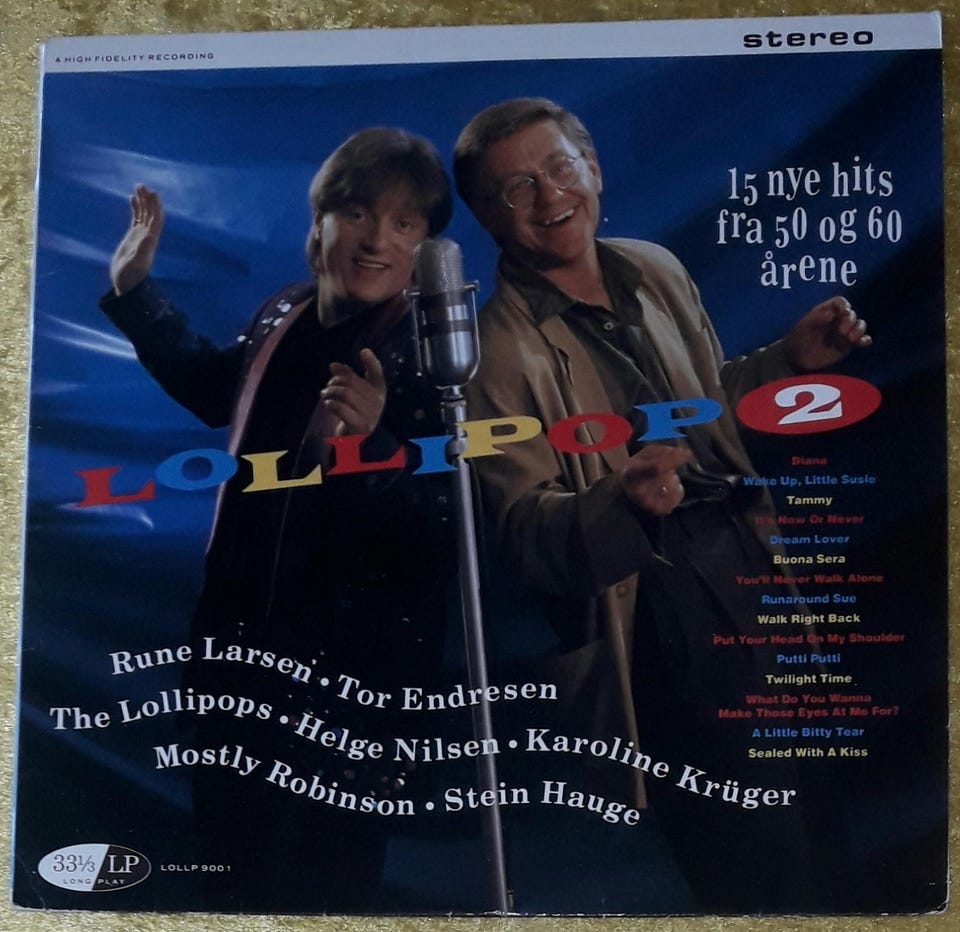 A HIGH FIDELITY RECORDING
stereo
15 nye hits
fra 50 og 60
årene
LOLLIPOP 2
Diana
Wake Up, Little Susie
Tammy
It's Now Or Never
Dream Lover
Buona Sera
You'll Never Walk Alone
Runaround Sue
Walk Right Back
Put Your Head On My Shoulder
Putti Putti
Twilight Time
What Do You Wanna
Make Those Eyes At Me For?
A Little Bitty Tear
Sealed With A Kiss
Rune Larsen • Tor Endresen
The Lollipops • Helge Nilsen • Karoline Krüger
Mostly Robinson • Stein Hauge
33⅓ LP
LONG PLAY
LOLLP 9001